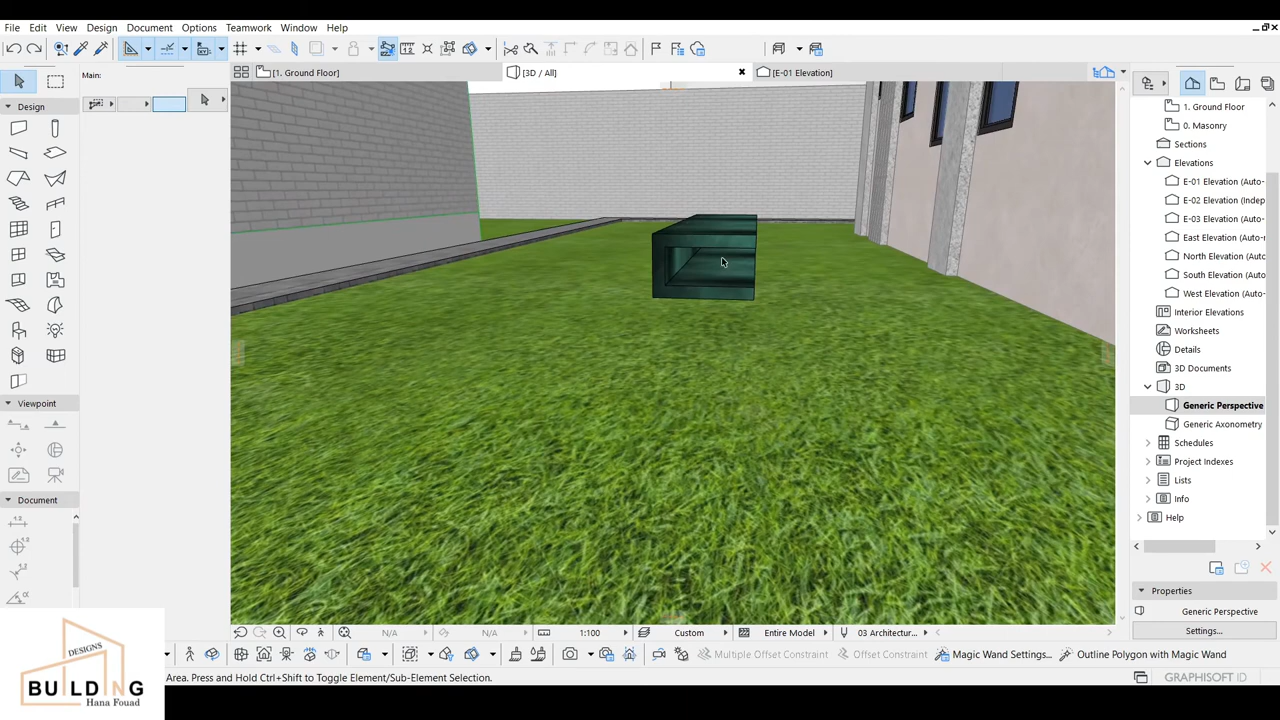 File Edit View Design Document Options Teamwork Window Help
[1. Ground Floor] [3D / All] [E-01 Elevation]
Main:
Design
Viewpoint
Document
1. Ground Floor
0. Masonry
Sections
Elevations
E-01 Elevation (Auto-
E-02 Elevation (Indep
E-03 Elevation (Auto-
East Elevation (Auto-
North Elevation (Auto-
South Elevation (Auto-
West Elevation (Auto-
Interior Elevations
Worksheets
Details
3D Documents
3D
Generic Perspective
Generic Axonometry
Schedules
Project Indexes
Lists
Info
Help
Properties
Generic Perspective
Settings...
N/A N/A 1:100 Custom Entire Model 03 Architectur...
Multiple Offset Constraint Offset Constraint Magic Wand Settings... Outline Polygon with Magic Wand
Area. Press and Hold Ctrl+Shift to Toggle Element/Sub-Element Selection.
GRAPHISOFT ID
DESIGNS
BUILDING
Hana Fouad